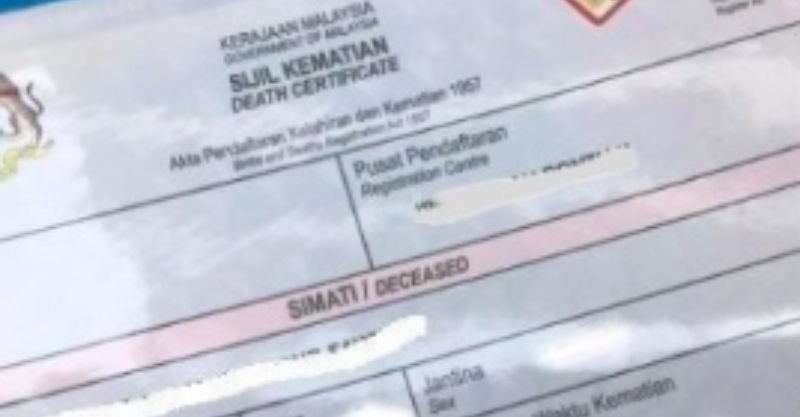 KERAJAAN MALAYSIA
GOVERNMENT OF MALAYSIA
SIJIL KEMATIAN
DEATH CERTIFICATE
Akta Pendaftaran Kelahiran dan Kematian 1957
Births and Deaths Registration Act 1957
Pusat Pendaftaran
Registration Centre
SIMATI / DECEASED
Jantina
Sex
Waktu Kematian